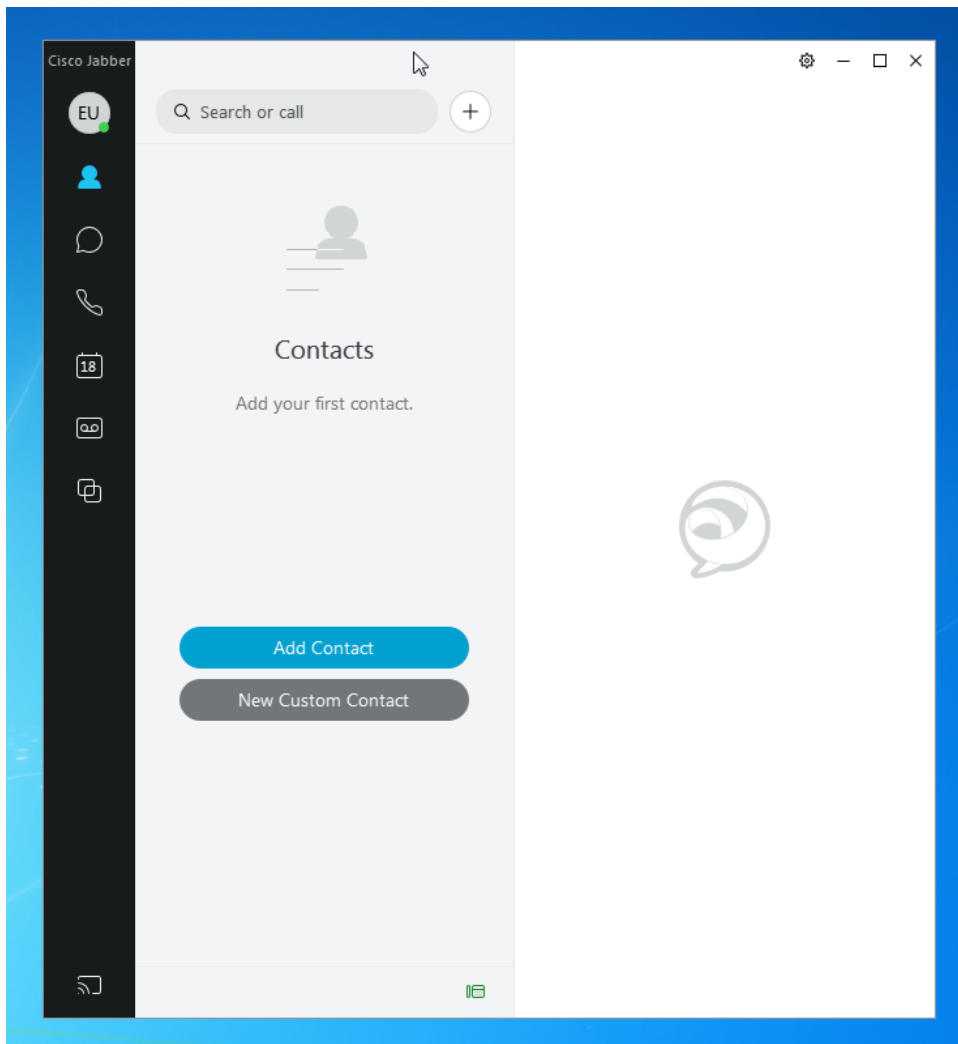 Cisco Jabber
EU
Search or call
18
Contacts
Add your first contact.
Add Contact
New Custom Contact